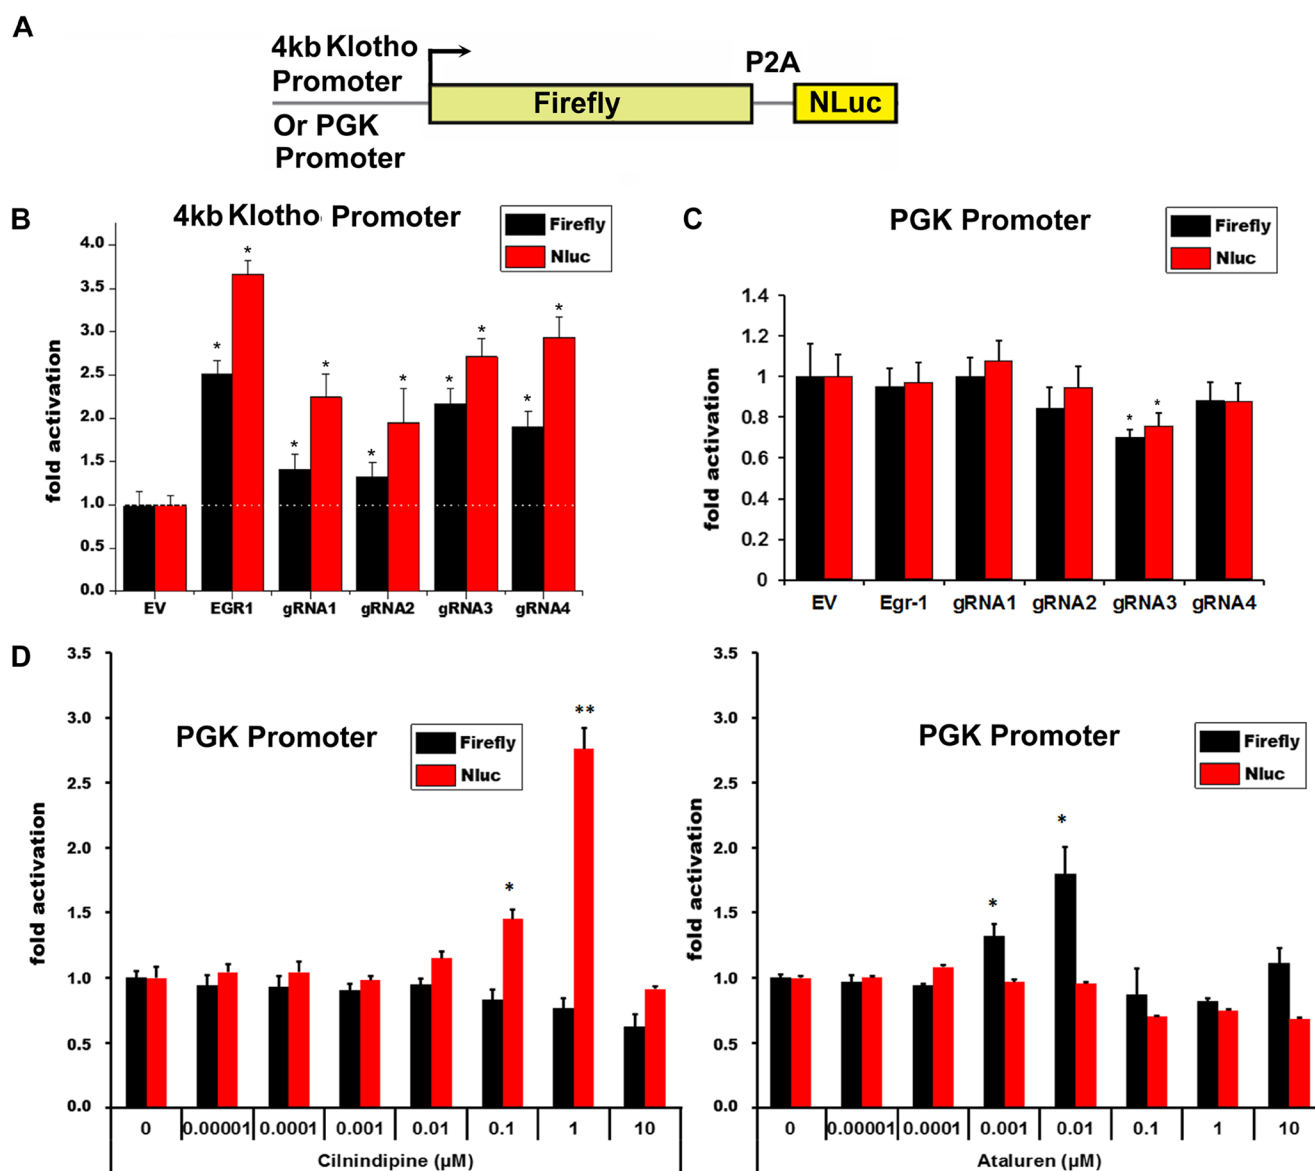 A
4kb Klotho
Promoter
Or PGK
Promoter
Firefly
P2A
NLuc
B
4kb Klotho Promoter
Firefly
Nluc
fold activation
4.0
3.5
3.0
2.5
2.0
1.5
1.0
0.5
0.0
* * * * * * * * * *
EV EGR1 gRNA1 gRNA2 gRNA3 gRNA4
C
PGK Promoter
Firefly
Nluc
fold activation
1.4
1.2
1
0.8
0.6
0.4
0.2
0
* *
EV Egr-1 gRNA1 gRNA2 gRNA3 gRNA4
D
PGK Promoter
Firefly
Nluc
fold activation
3.5
3.0
2.5
2.0
1.5
1.0
0.5
0.0
* **
0 0.00001 0.0001 0.001 0.01 0.1 1 10
Cilnindipine (µM)
PGK Promoter
Firefly
Nluc
fold activation
3.5
3.0
2.5
2.0
1.5
1.0
0.5
0.0
* *
0 0.00001 0.0001 0.001 0.01 0.1 1 10
Ataluren (µM)